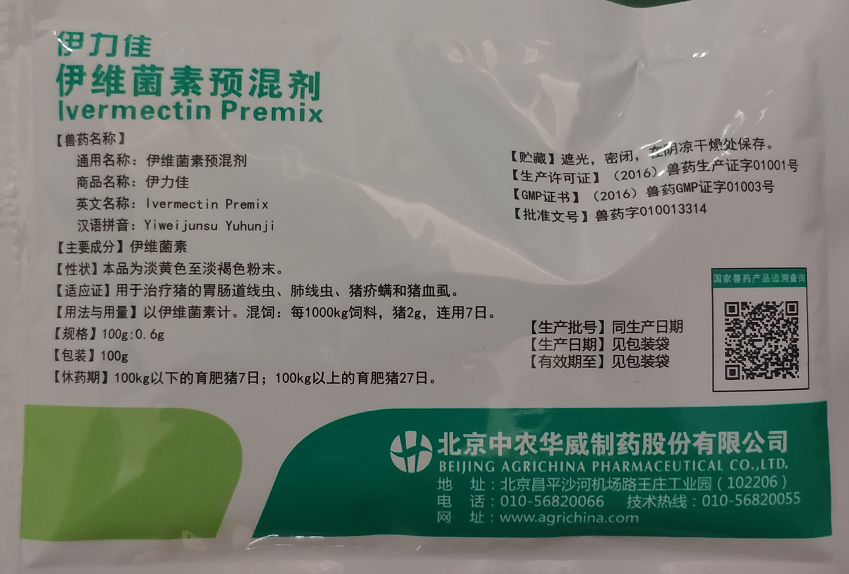 伊力佳
伊维菌素预混剂
Ivermectin Premix
【兽药名称】
通用名称：伊维菌素预混剂
商品名称：伊力佳
英文名称：Ivermectin Premix
汉语拼音：Yiweijunsu Yuhunji
【主要成分】伊维菌素
【性状】本品为淡黄色至淡褐色粉末。
【适应证】用于治疗猪的胃肠道线虫、肺线虫、猪疥螨和猪血虱。
【用法与用量】以伊维菌素计。混饲：每1000kg饲料，猪2g，连用7日。
【规格】100g:0.6g
【包装】100g
【休药期】100kg以下的育肥猪7日；100kg以上的育肥猪27日。
【贮藏】遮光，密闭，在阴凉干燥处保存。
【生产许可证】（2016）兽药生产证字01001号
【GMP证书】（2016）兽药GMP证字01003号
【批准文号】兽药字010013314
国家兽药产品追溯查询
【生产批号】同生产日期
【生产日期】见包装袋
【有效期至】见包装袋
北京中农华威制药股份有限公司
BEIJING AGRICHINA PHARMACEUTICAL CO.,LTD.
地 址：北京昌平沙河机场路王庄工业园（102206）
电 话：010-56820066 技术热线：010-56820055
网 址：www.agrichina.com